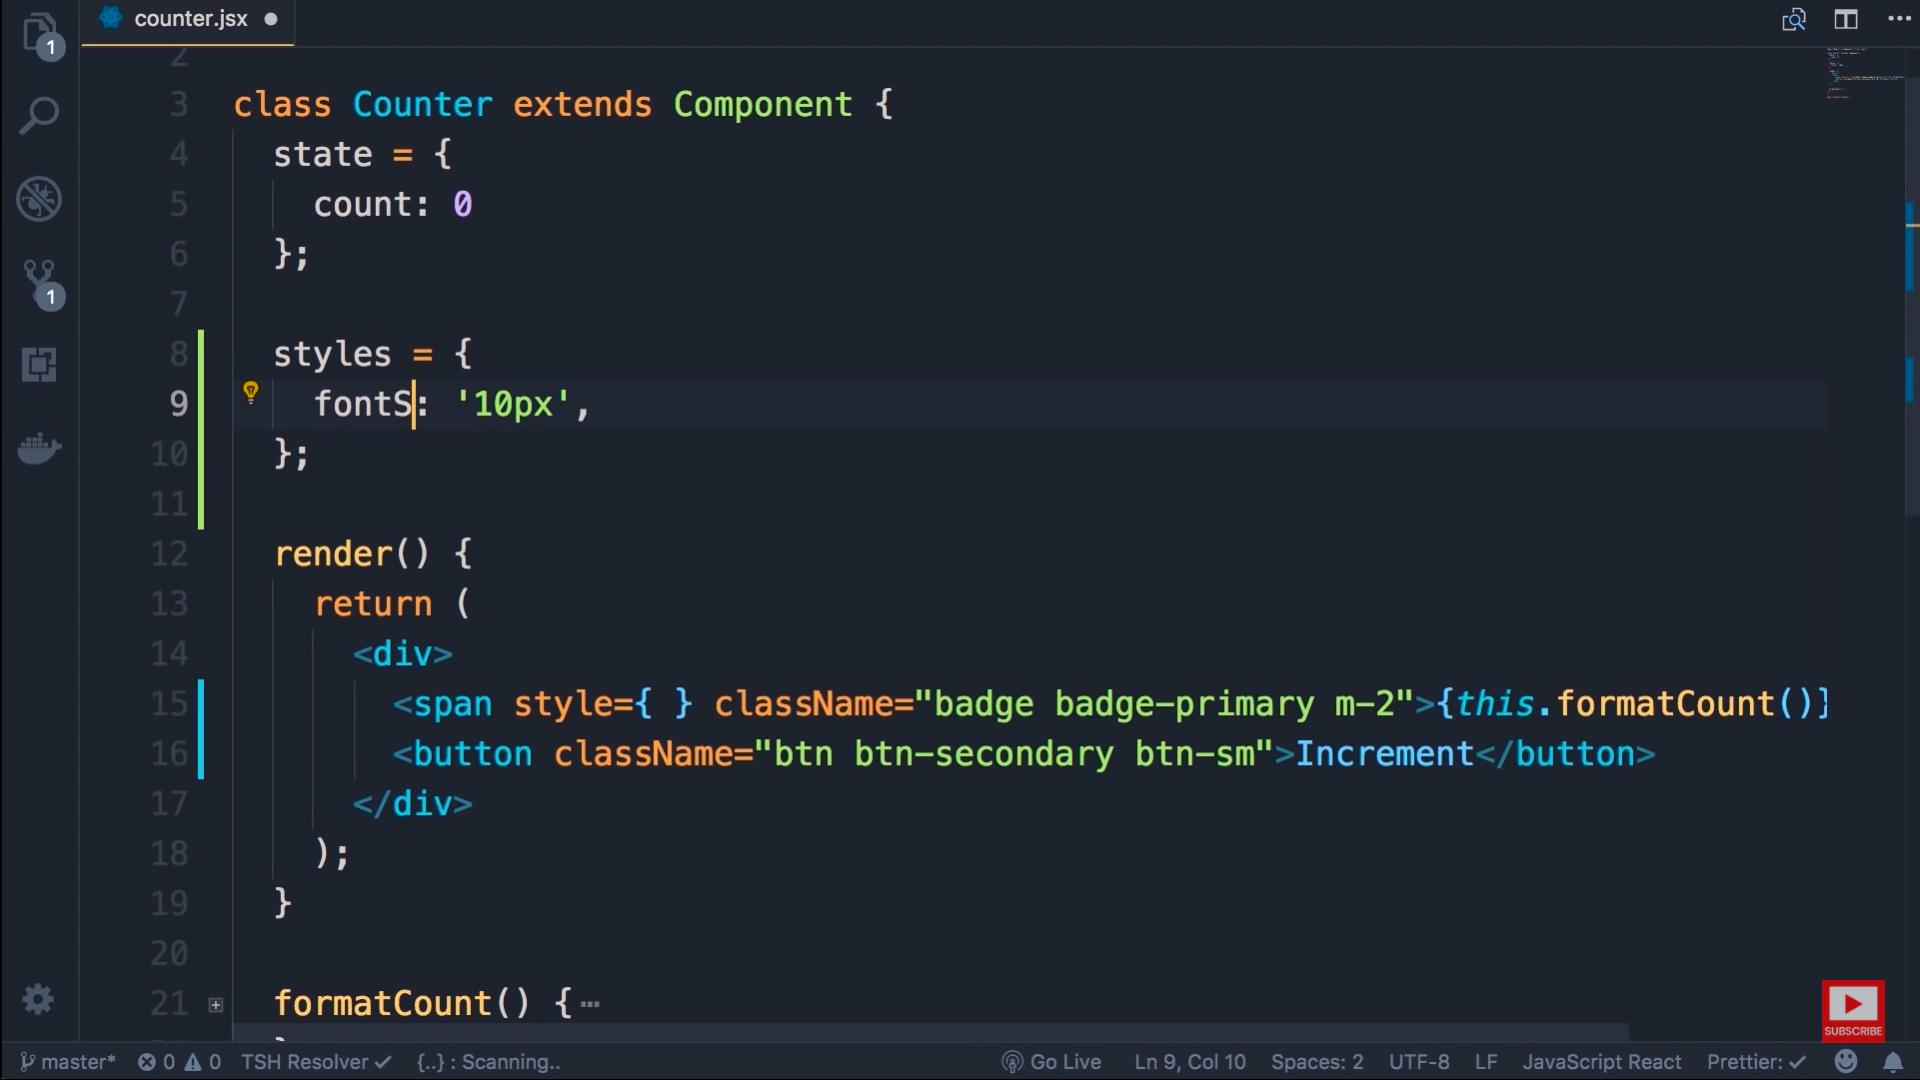 counter.jsx
1
2
3 class Counter extends Component {
4 state = {
5 count: 0
6 };
7
8 styles = {
9 fontS: '10px',
10 };
11
12 render() {
13 return (
14 <div>
15 <span style={ } className="badge badge-primary m-2">{this.formatCount()}
16 <button className="btn btn-secondary btn-sm">Increment</button>
17 </div>
18 );
19 }
20
21 formatCount() {…
1
SUBSCRIBE
master* 0 0 TSH Resolver {..} : Scanning.. Go Live Ln 9, Col 10 Spaces: 2 UTF-8 LF JavaScript React Prettier: